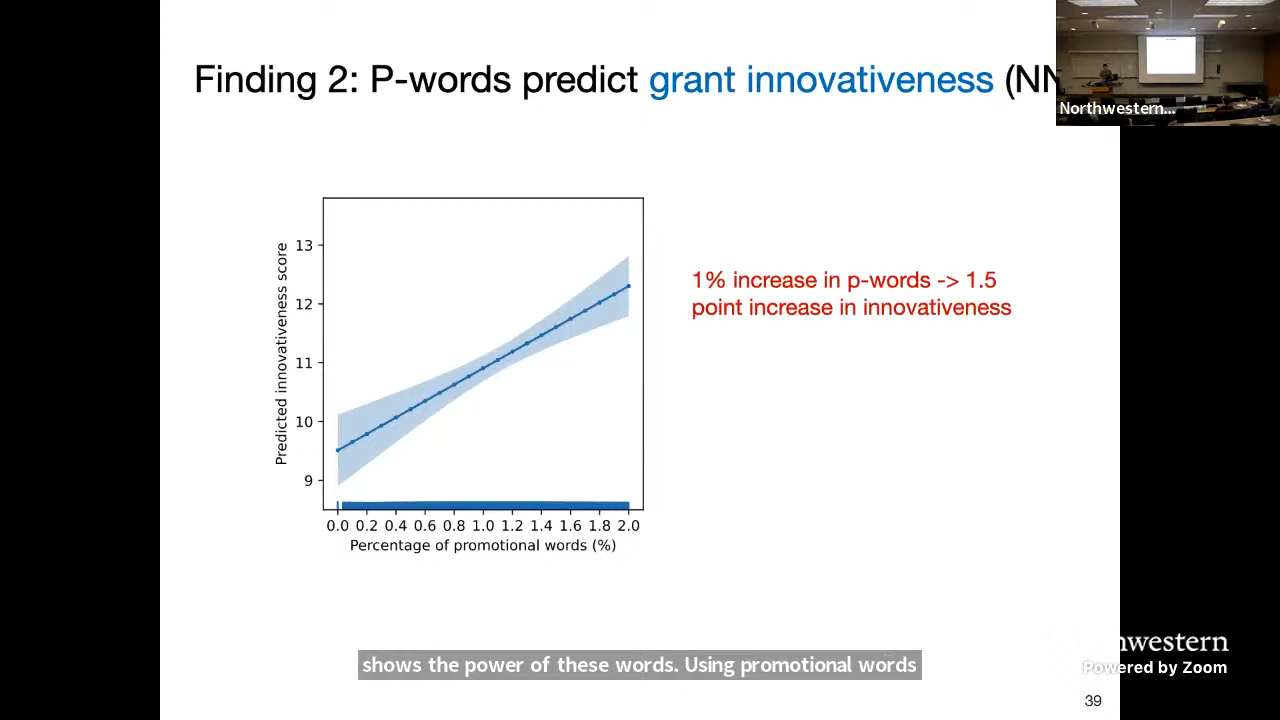 Finding 2: P-words predict grant innovativeness (NN
Northwestern...
13
12
11
10
9
Predicted innovativeness score
0.0 0.2 0.4 0.6 0.8 1.0 1.2 1.4 1.6 1.8 2.0
Percentage of promotional words (%)
1% increase in p-words -> 1.5
point increase in innovativeness
shows the power of these words. Using promotional words
hwestern
Powered by Zoom
39